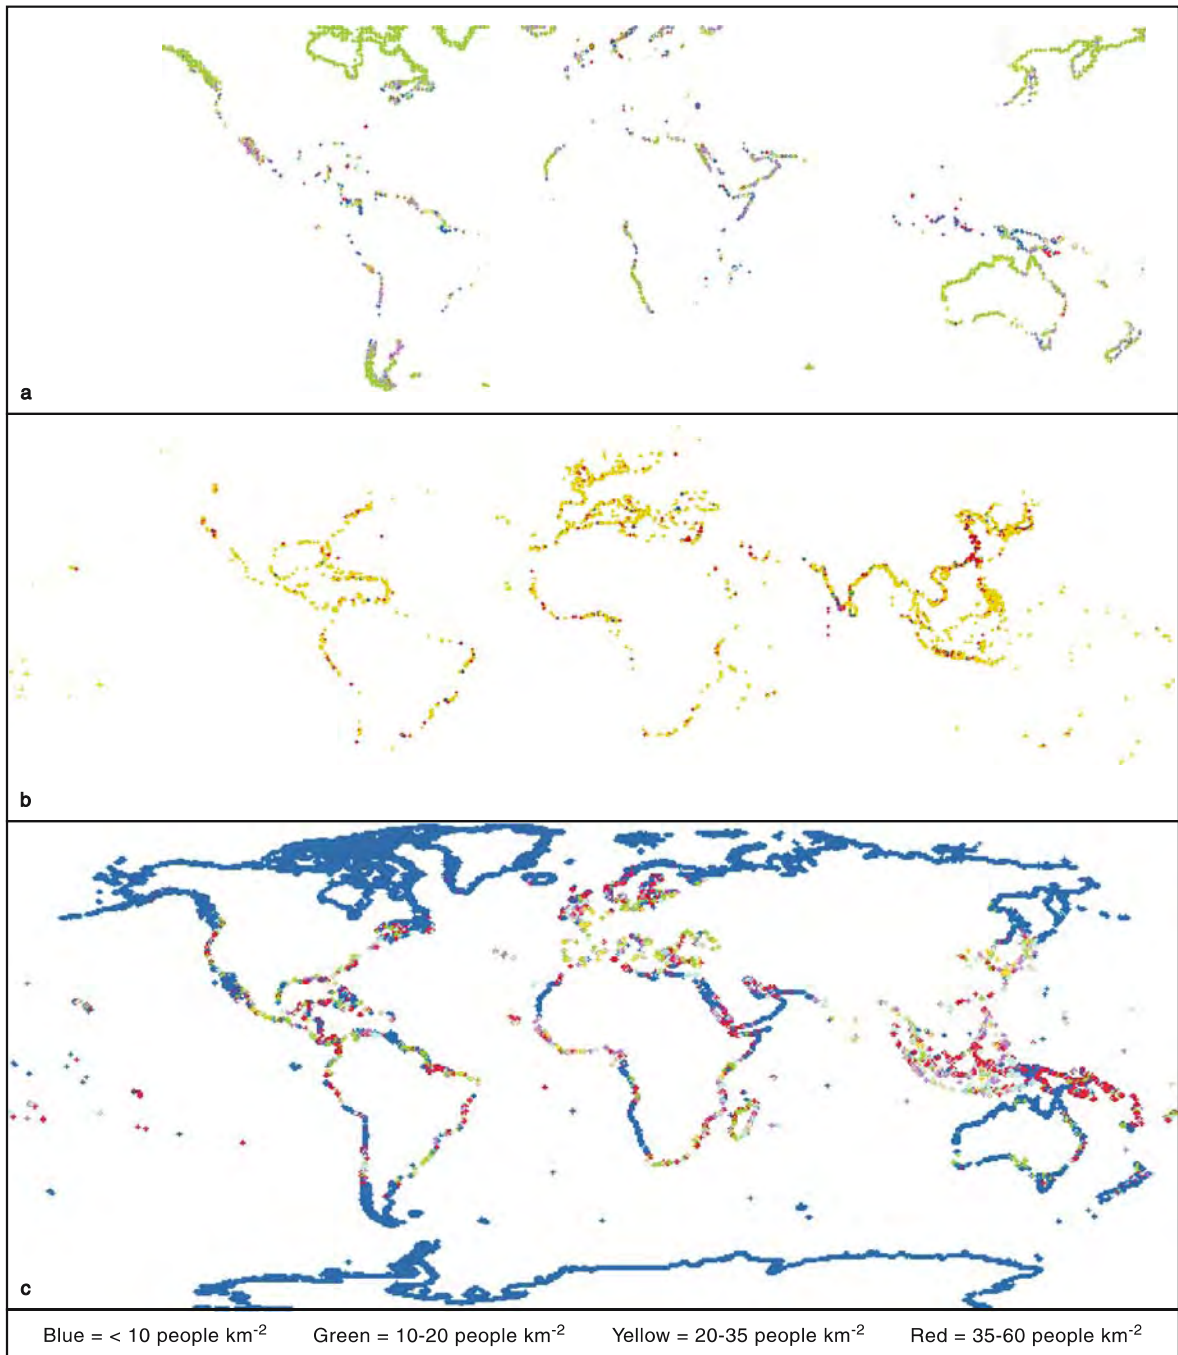 a
b
c
Blue = < 10 people km-2 Green = 10-20 people km-2 Yellow = 20-35 people km-2 Red = 35-60 people km-2